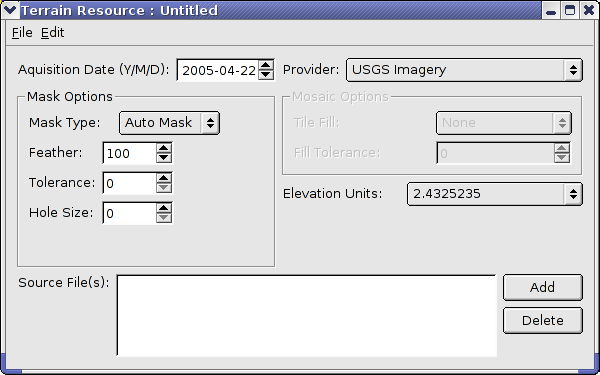 Terrain Resource : Untitled
File Edit
Aquisition Date (Y/M/D): 2005-04-22 Provider: USGS Imagery
Mask Options
Mask Type: Auto Mask
Feather: 100
Tolerance: 0
Hole Size: 0
Mosaic Options
Tile Fill: None
Fill Tolerance: 0
Elevation Units: 2.4325235
Source File(s):
Add
Delete